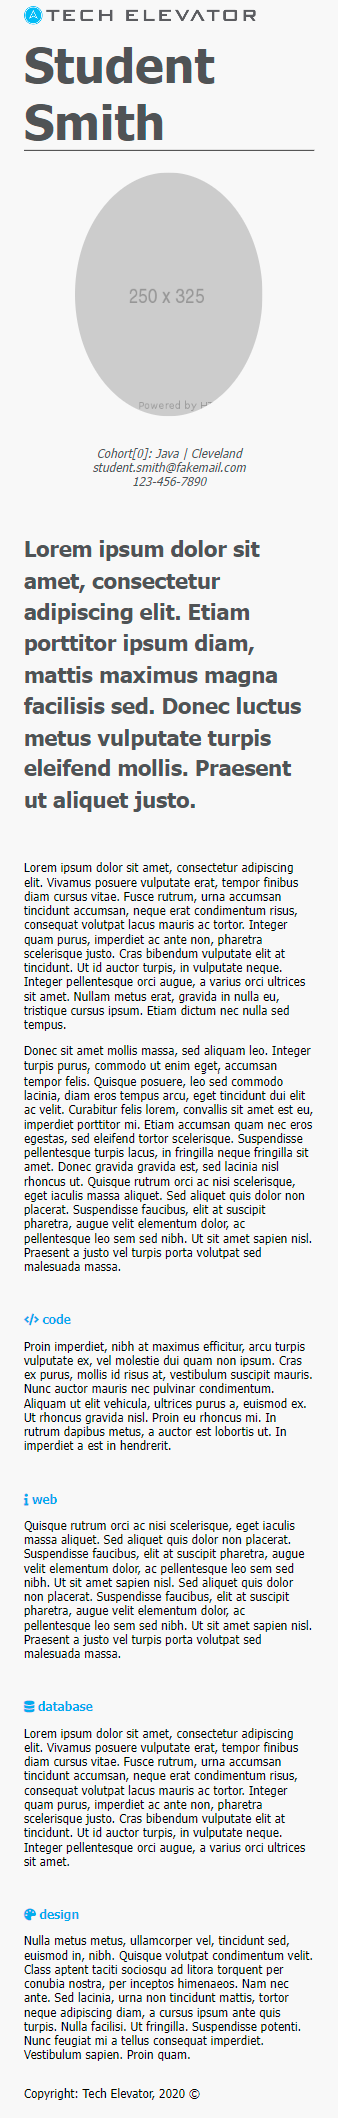 TECH ELEVATOR
Student
Smith
250 x 325
Powered by
Cohort[0]: Java | Cleveland
student.smith@fakemail.com
123-456-7890
Lorem ipsum dolor sit
amet, consectetur
adipiscing elit. Etiam
porttitor ipsum diam,
mattis maximus magna
facilisis sed. Donec luctus
metus vulputate turpis
eleifend mollis. Praesent
ut aliquet justo.
Lorem ipsum dolor sit amet, consectetur adipiscing
elit. Vivamus posuere vulputate erat, tempor finibus
diam cursus vitae. Fusce rutrum, urna accumsan
tincidunt accumsan, neque erat condimentum risus,
consequat volutpat lacus mauris ac tortor. Integer
quam purus, imperdiet ac ante non, pharetra
scelerisque justo. Cras bibendum vulputate elit at
tincidunt. Ut id auctor turpis, in vulputate neque.
Integer pellentesque orci augue, a varius orci ultrices
sit amet. Nullam metus erat, gravida in nulla eu,
tristique cursus ipsum. Etiam dictum nec nulla sed
tempus.
Donec sit amet mollis massa, sed aliquam leo. Integer
turpis purus, commodo ut enim eget, accumsan
tempor felis. Quisque posuere, leo sed commodo
lacinia, diam eros tempus arcu, eget tincidunt dui elit
ac velit. Curabitur felis lorem, convallis sit amet est eu,
imperdiet porttitor mi. Etiam accumsan quam nec eros
egestas, sed eleifend tortor scelerisque. Suspendisse
pellentesque turpis lacus, in fringilla neque fringilla sit
amet. Donec gravida gravida est, sed lacinia nisl
rhoncus ut. Quisque rutrum orci ac nisi scelerisque,
eget iaculis massa aliquet. Sed aliquet quis dolor non
placerat. Suspendisse faucibus, elit at suscipit
pharetra, augue velit elementum dolor, ac
pellentesque leo sem sed nibh. Ut sit amet sapien nisl.
Praesent a justo vel turpis porta volutpat sed
malesuada massa.
</> code
Proin imperdiet, nibh at maximus efficitur, arcu turpis
vulputate ex, vel molestie dui quam non ipsum. Cras
ex purus, mollis id risus at, vestibulum suscipit mauris.
Nunc auctor mauris nec pulvinar condimentum.
Aliquam ut elit vehicula, ultrices purus a, euismod ex.
Ut rhoncus gravida nisl. Proin eu rhoncus mi. In
rutrum dapibus metus, a auctor est lobortis ut. In
imperdiet a est in hendrerit.
web
Quisque rutrum orci ac nisi scelerisque, eget iaculis
massa aliquet. Sed aliquet quis dolor non placerat.
Suspendisse faucibus, elit at suscipit pharetra, augue
velit elementum dolor, ac pellentesque leo sem sed
nibh. Ut sit amet sapien nisl. Sed aliquet quis dolor
non placerat. Suspendisse faucibus, elit at suscipit
pharetra, augue velit elementum dolor, ac
pellentesque leo sem sed nibh. Ut sit amet sapien nisl.
Praesent a justo vel turpis porta volutpat sed
malesuada massa.
database
Lorem ipsum dolor sit amet, consectetur adipiscing
elit. Vivamus posuere vulputate erat, tempor finibus
diam cursus vitae. Fusce rutrum, urna accumsan
tincidunt accumsan, neque erat condimentum risus,
consequat volutpat lacus mauris ac tortor. Integer
quam purus, imperdiet ac ante non, pharetra
scelerisque justo. Cras bibendum vulputate elit at
tincidunt. Ut id auctor turpis, in vulputate neque.
Integer pellentesque orci augue, a varius orci ultrices
sit amet.
design
Nulla metus metus, ullamcorper vel, tincidunt sed,
euismod in, nibh. Quisque volutpat condimentum velit.
Class aptent taciti sociosqu ad litora torquent per
conubia nostra, per inceptos himenaeos. Nam nec
ante. Sed lacinia, urna non tincidunt mattis, tortor
neque adipiscing diam, a cursus ipsum ante quis
turpis. Nulla facilisi. Ut fringilla. Suspendisse potenti.
Nunc feugiat mi a tellus consequat imperdiet.
Vestibulum sapien. Proin quam.
Copyright: Tech Elevator, 2020 ©